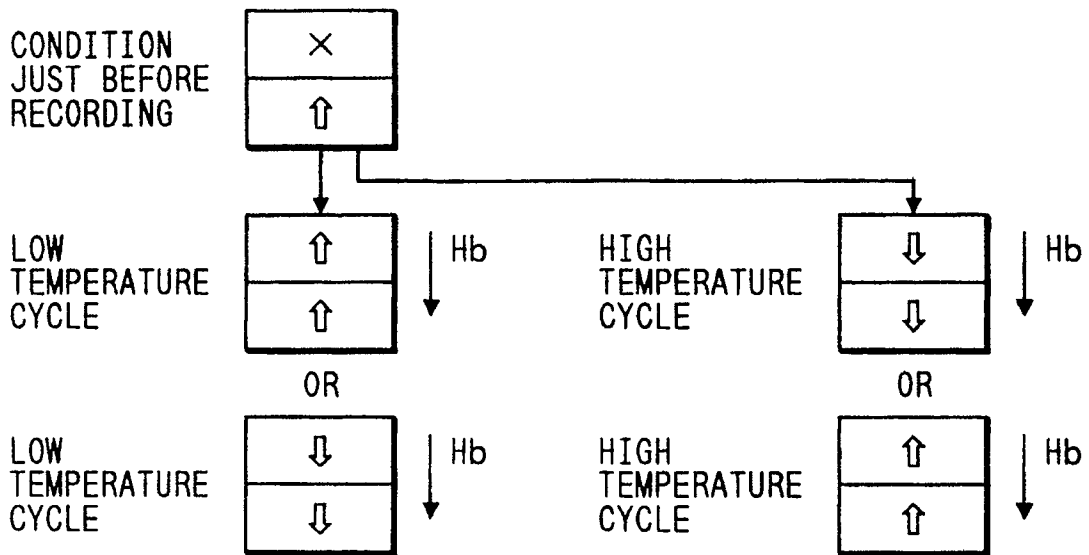 CONDITION
JUST BEFORE
RECORDING
LOW
TEMPERATURE
CYCLE
Hb
HIGH
TEMPERATURE
CYCLE
Hb
OR
OR
LOW
TEMPERATURE
CYCLE
Hb
HIGH
TEMPERATURE
CYCLE
Hb